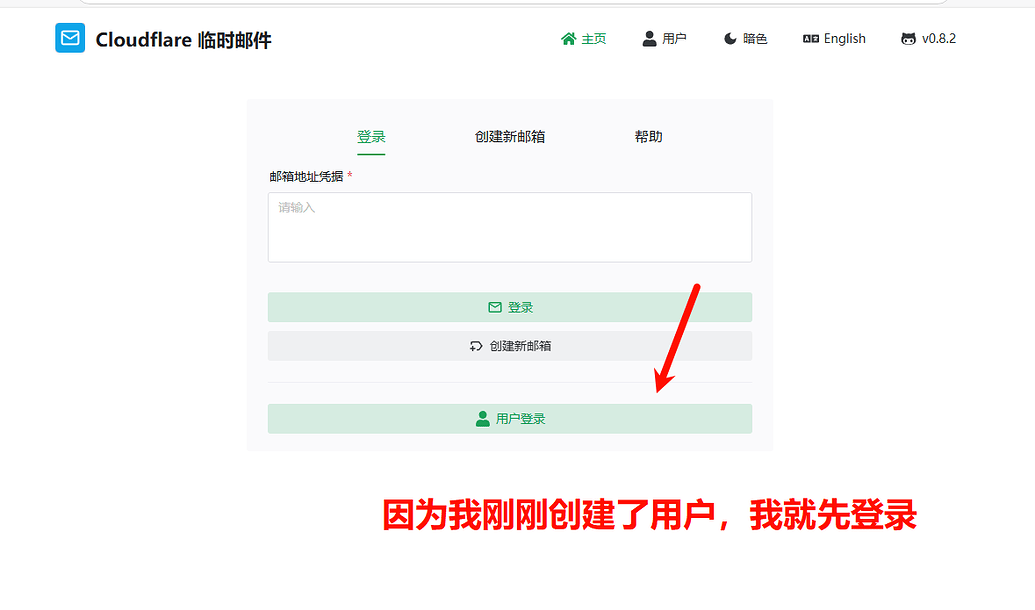 Cloudflare 临时邮件
主页 用户 暗色 English v0.8.2
登录 创建新邮箱 帮助
邮箱地址凭据 *
请输入
登录
创建新邮箱
用户登录
因为我刚刚创建了用户，我就先登录